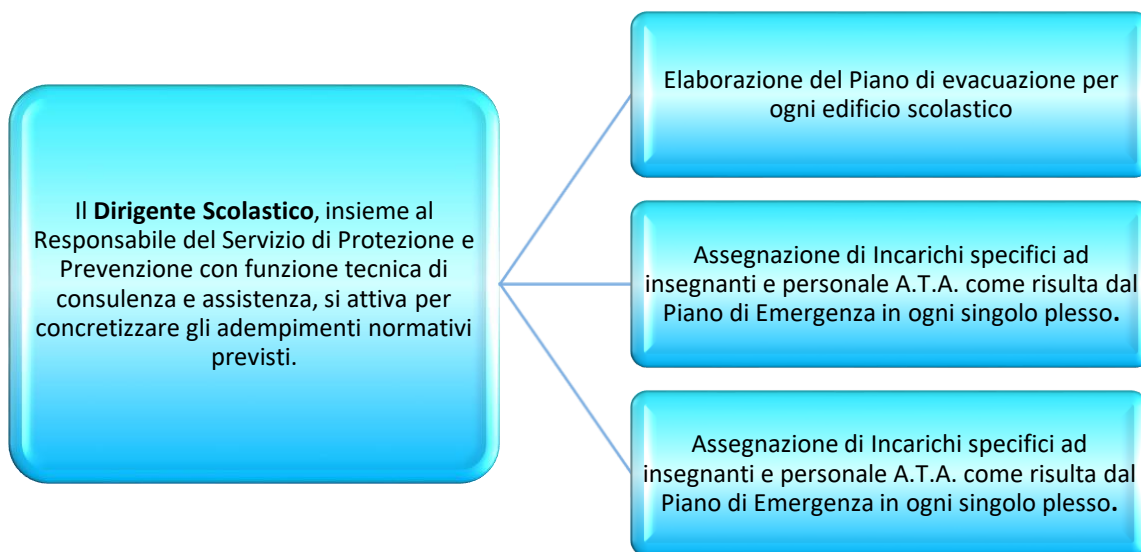 Il Dirigente Scolastico, insieme al
Responsabile del Servizio di Protezione e
Prevenzione con funzione tecnica di
consulenza e assistenza, si attiva per
concretizzare gli adempimenti normativi
previsti.
Elaborazione del Piano di evacuazione per
ogni edificio scolastico
Assegnazione di Incarichi specifici ad
insegnanti e personale A.T.A. come risulta dal
Piano di Emergenza in ogni singolo plesso.
Assegnazione di Incarichi specifici ad
insegnanti e personale A.T.A. come risulta dal
Piano di Emergenza in ogni singolo plesso.